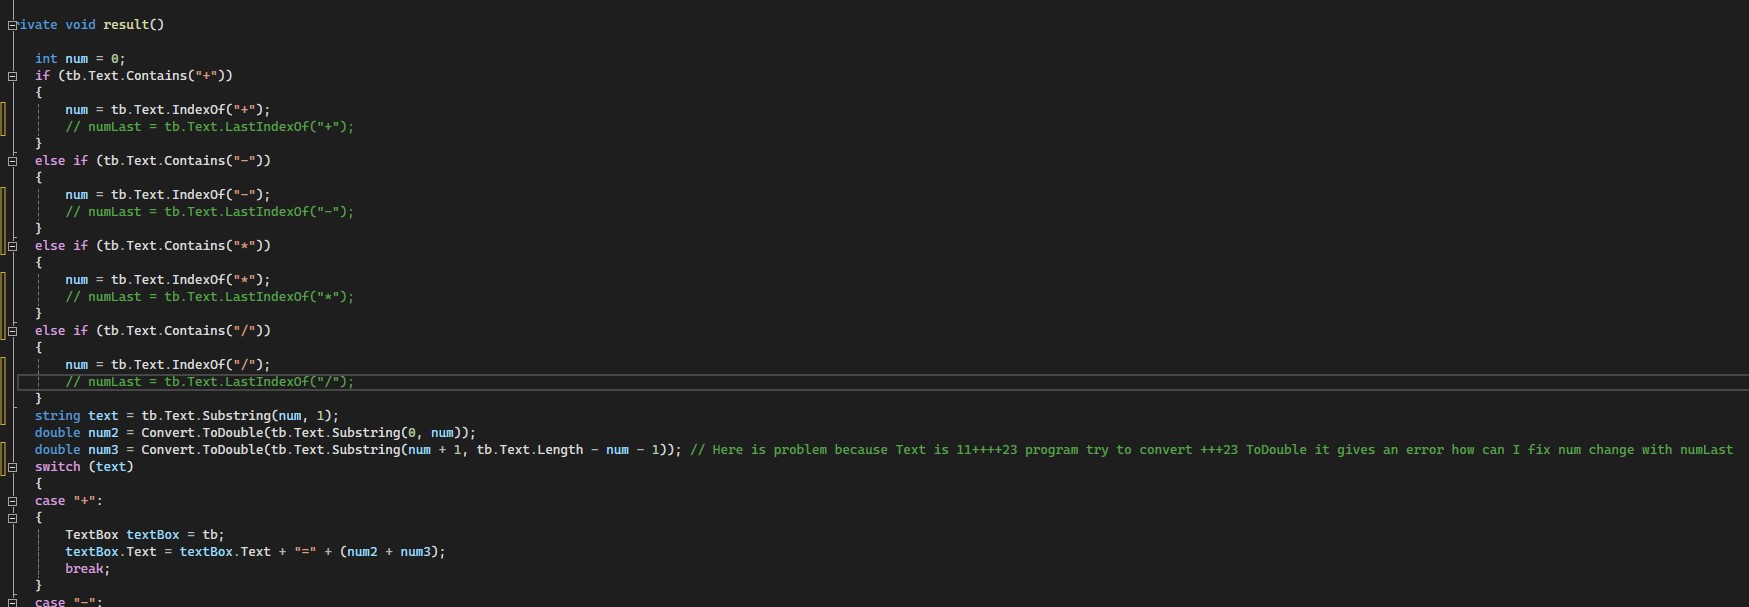 rivate void result()
int num = 0;
if (tb.Text.Contains("+"))
{
num = tb.Text.IndexOf("+");
// numLast = tb.Text.LastIndexOf("+");
}
else if (tb.Text.Contains("-"))
{
num = tb.Text.IndexOf("-");
// numLast = tb.Text.LastIndexOf("-");
}
else if (tb.Text.Contains("*"))
{
num = tb.Text.IndexOf("*");
// numLast = tb.Text.LastIndexOf("*");
}
else if (tb.Text.Contains("/"))
{
num = tb.Text.IndexOf("/");
// numLast = tb.Text.LastIndexOf("/");
}
string text = tb.Text.Substring(num, 1);
double num2 = Convert.ToDouble(tb.Text.Substring(0, num));
double num3 = Convert.ToDouble(tb.Text.Substring(num + 1, tb.Text.Length - num - 1)); // Here is problem because Text is 11++++23 program try to convert +++23 ToDouble it gives an error how can I fix num change with numLast
switch (text)
{
case "+":
{
TextBox textBox = tb;
textBox.Text = textBox.Text + "=" + (num2 + num3);
break;
}
case "-":